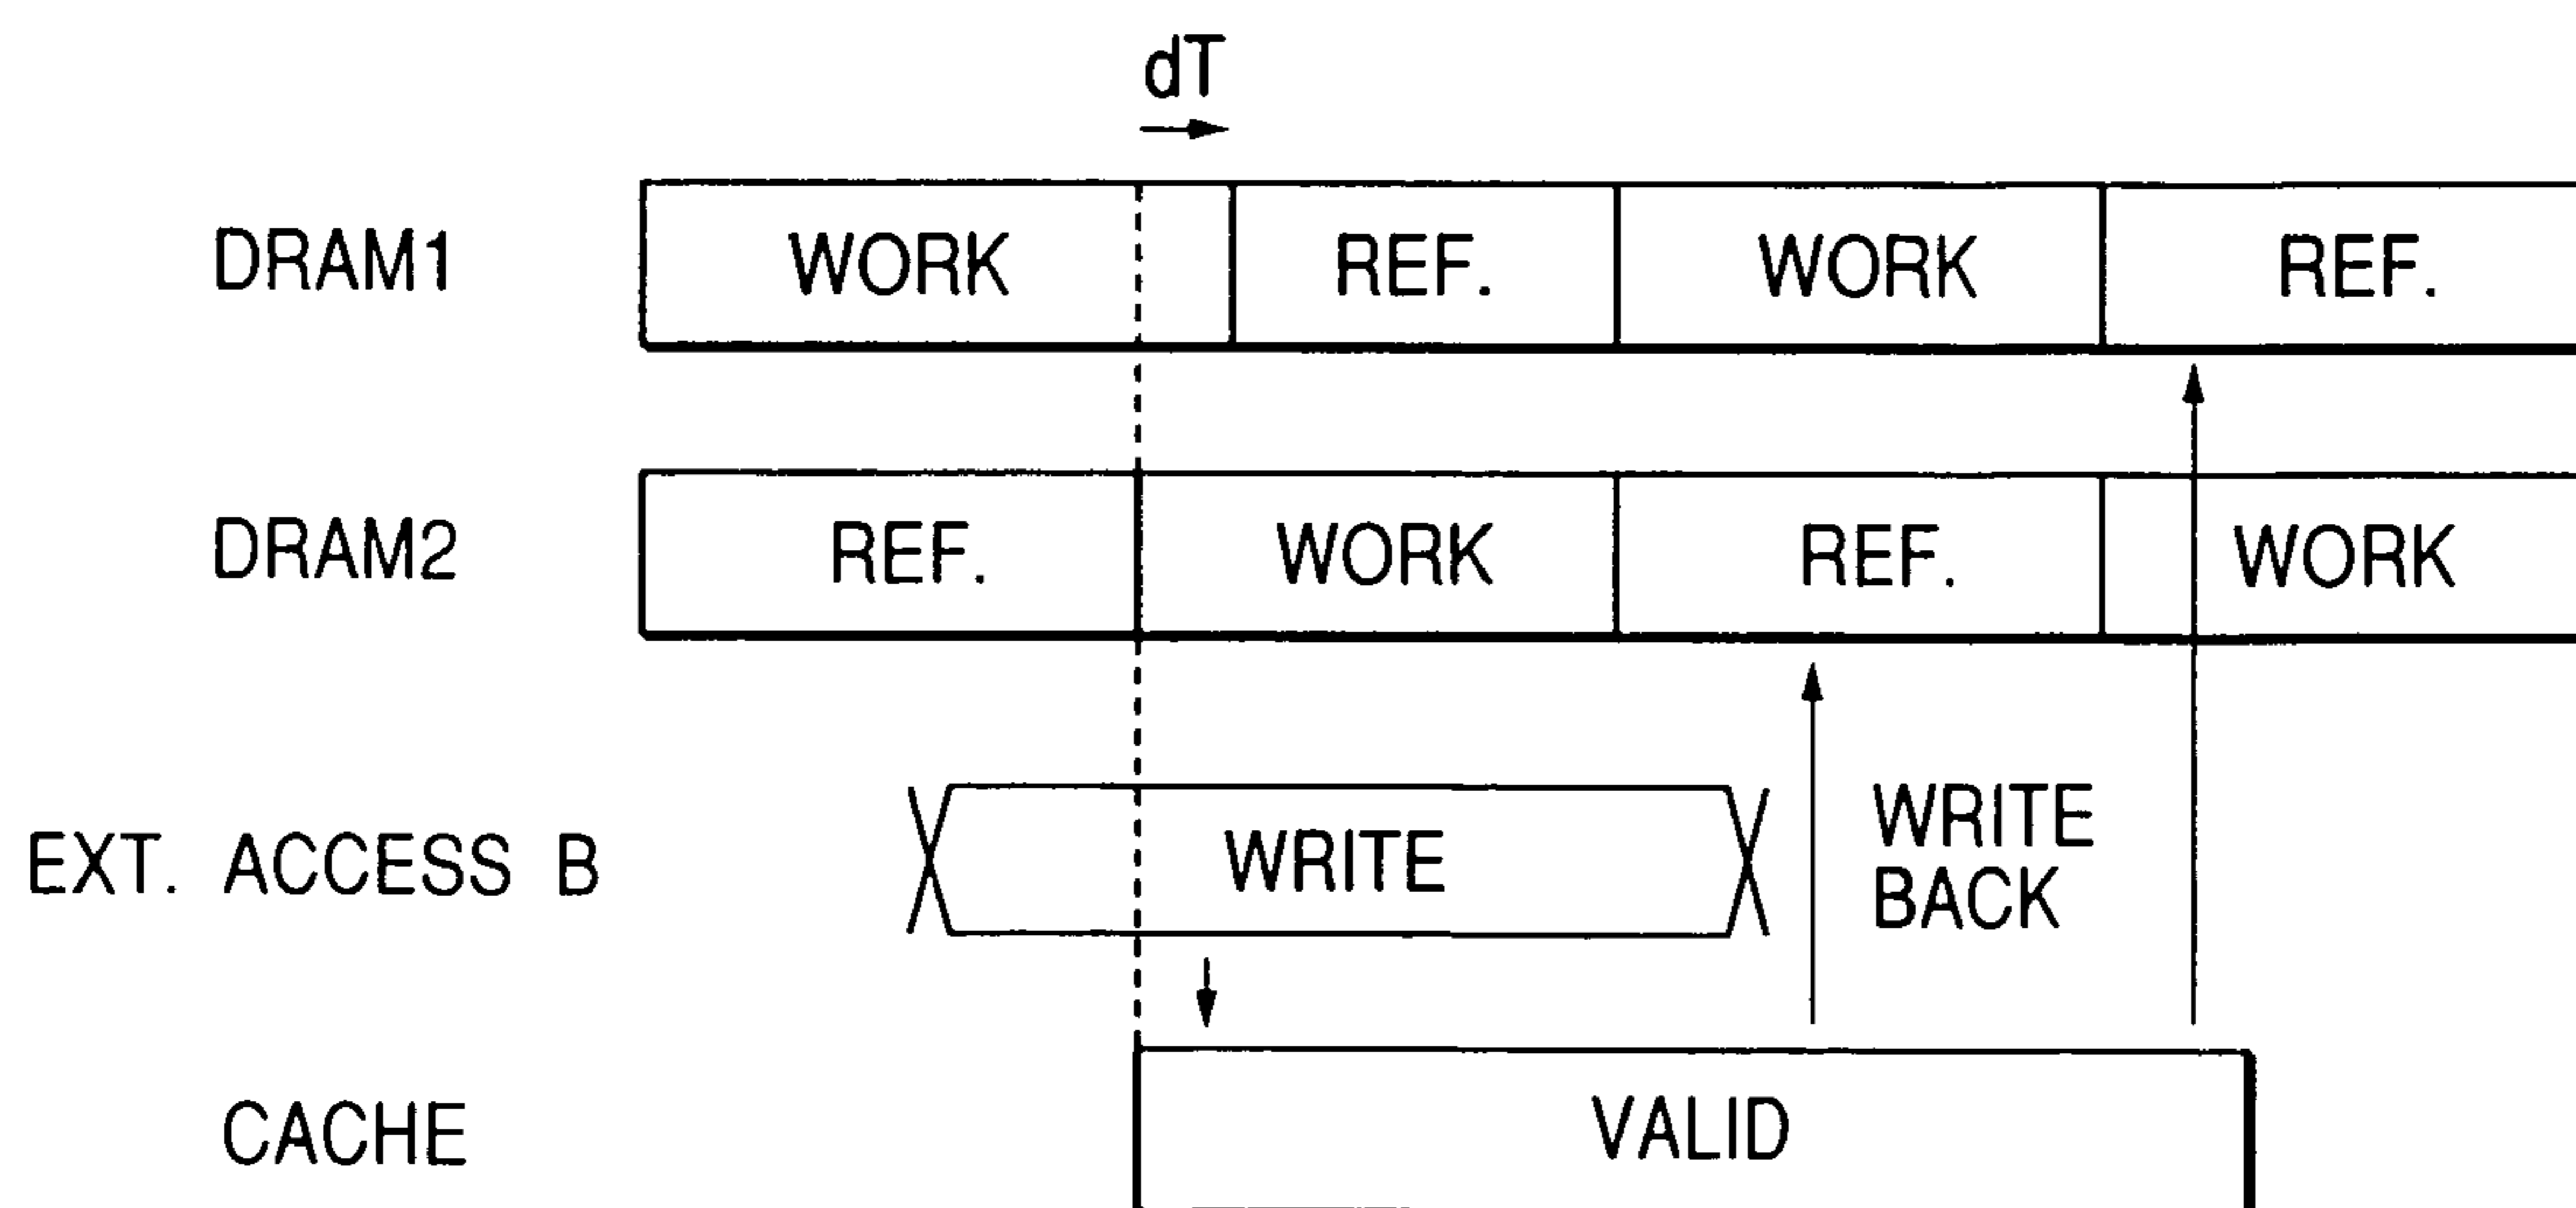 dT
DRAM1 WORK REF. WORK REF.
DRAM2 REF. WORK REF. WORK
EXT. ACCESS B WRITE WRITE
BACK
CACHE VALID